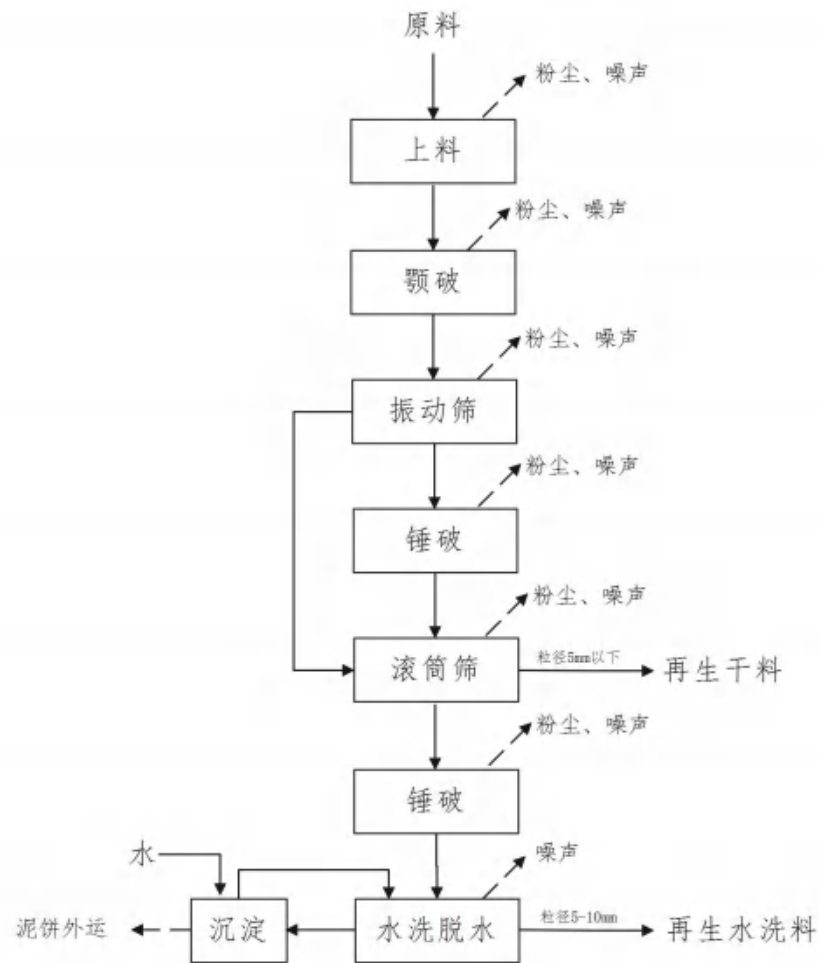 原料
粉尘、噪声
上料
粉尘、噪声
颚破
粉尘、噪声
振动筛
粉尘、噪声
锤破
粉尘、噪声
滚筒筛
粒径5mm以下
再生干料
粉尘、噪声
锤破
水
噪声
泥饼外运
沉淀
水洗脱水
粒径5-10mm
再生水洗料